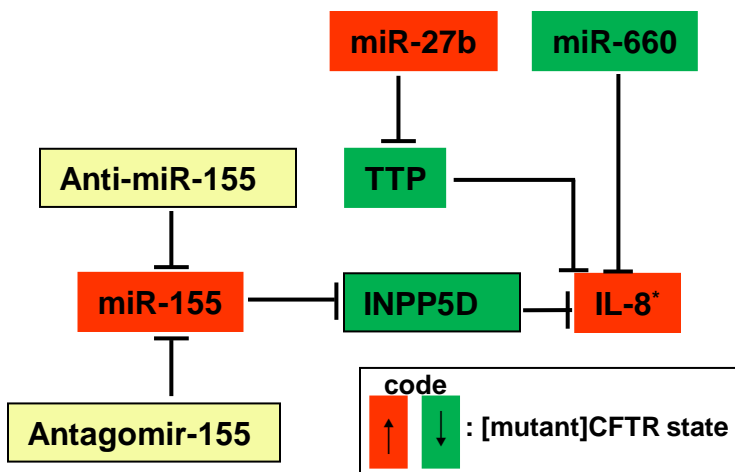 miR-27b
miR-660
Anti-miR-155
TTP
miR-155
INPP5D
IL-8*
Antagomir-155
code
: [mutant]CFTR state